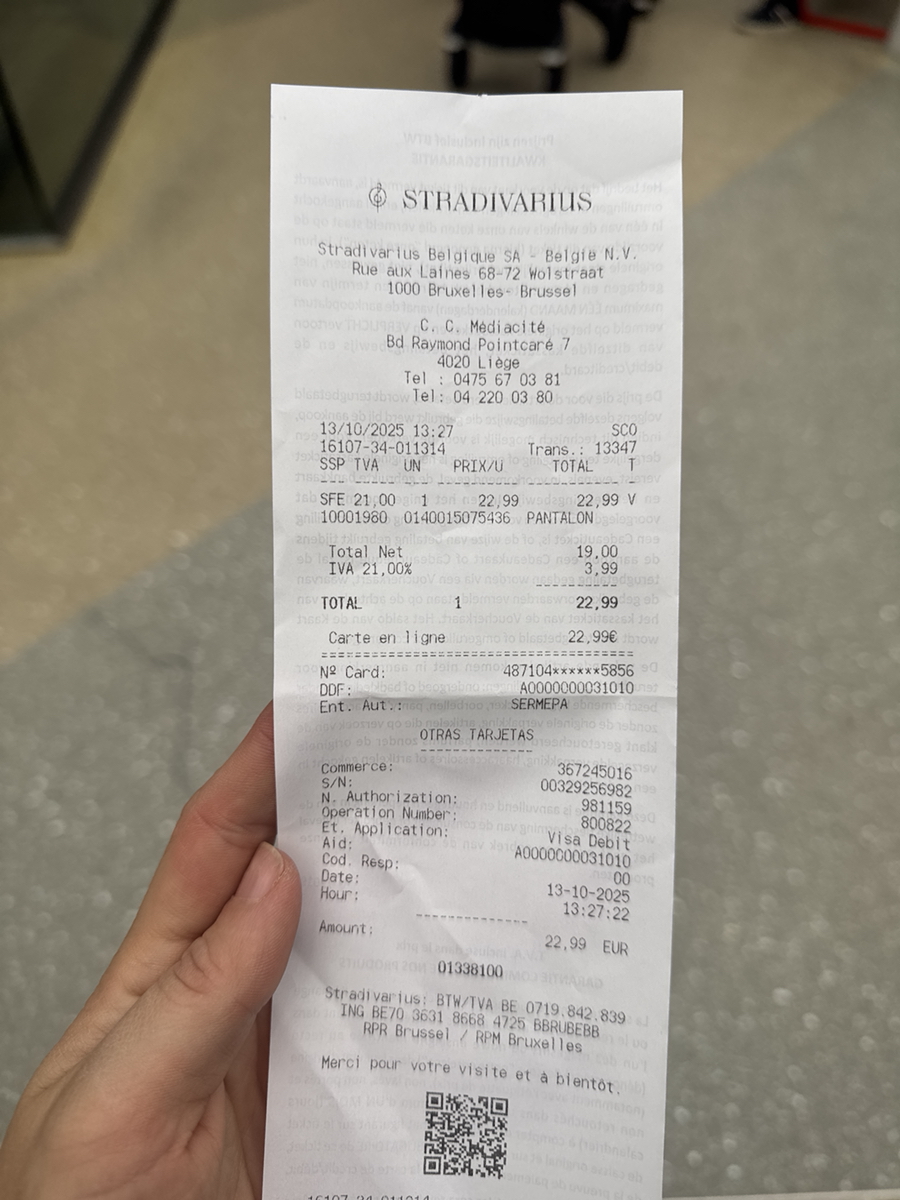 STRADIVARIUS
Stradivarius Belgique SA - België N.V.
Rue aux Laines 68-72 Wolstraat
1000 Bruxelles- Brussel
C. C. Médiacité
Bd Raymond Pointcaré 7
4020 Liège
Tel : 0475 67 03 81
Tel: 04 220 03 80
13/10/2025 13:27 SCO
16107-34-011314 Trans.: 13347
SSP TVA UN PRIX/U TOTAL T
SFE 21,00 1 22,99 22,99 V
10001980 0140015075436 PANTALON
Total Net 19,00
IVA 21,00% 3,99
TOTAL 1 22,99
Carte en ligne 22,99€
Nº Card: 487104******5856
DDF: A0000000031010
Ent. Aut.: SERMEPA
OTRAS TARJETAS
Commerce: 367245016
S/N: 00329256982
N. Authorization: 981159
Operation Number: 800822
Et. Application: Visa Debit
Aid: A0000000031010
Cod. Resp: 00
Date: 13-10-2025
Hour: 13:27:22
Amount: 22,99 EUR
01338100
Stradivarius: BTW/TVA BE 0719.842.839
ING BE70 3631 8668 4725 BBRUBEBB
RPR Brussel / RPM Bruxelles
Merci pour votre visite et à bientôt.